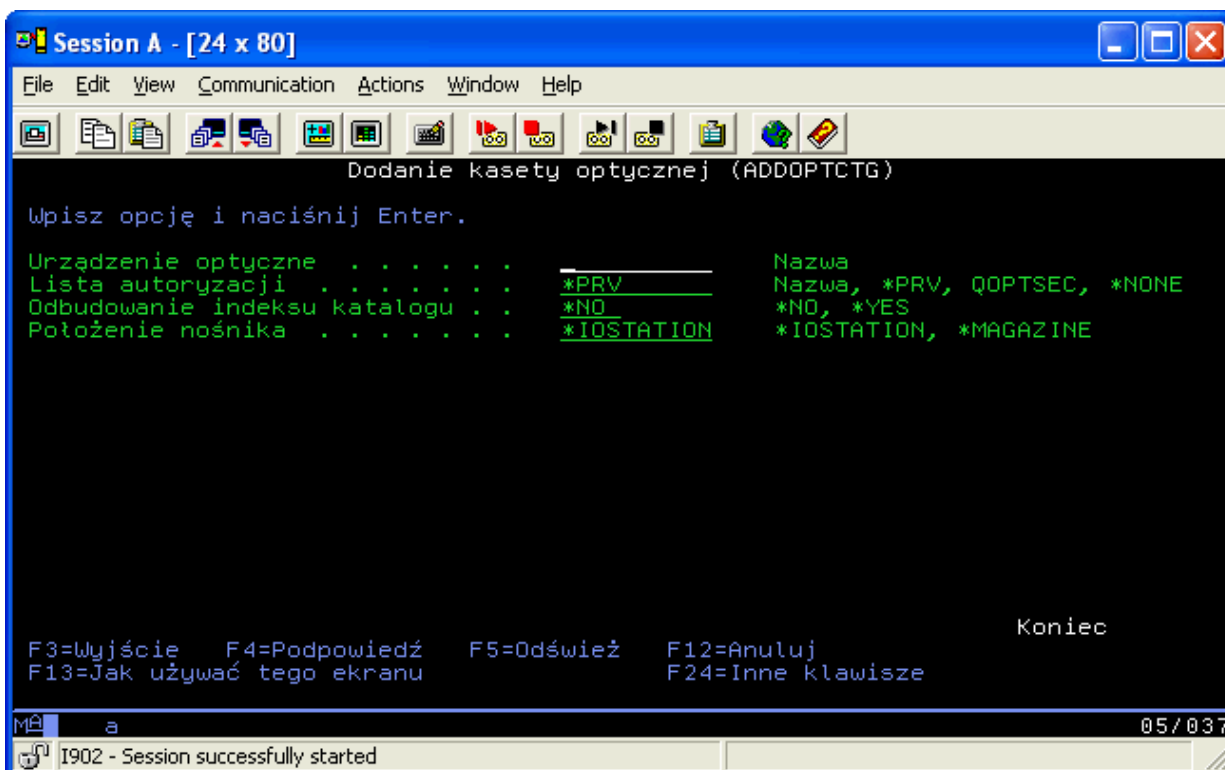 Session A - [24 x 80]
File Edit View Communication Actions Window Help
Dodanie kasety optycznej (ADDOPTCTG)
Wpisz opcję i naciśnij Enter.
Urządzenie optyczne . . . . . . _ Nazwa
Lista autoryzacji . . . . . . . *PRV Nazwa, *PRV, QOPTSEC, *NONE
Odbudowanie indeksu katalogu . . *NO *NO, *YES
Położenie nośnika . . . . . . . *IOSTATION *IOSTATION, *MAGAZINE
Koniec
F3=Wyjście F4=Podpowiedź F5=Odśwież F12=Anuluj
F13=Jak używać tego ekranu F24=Inne klawisze
MA a 05/037
I902 - Session successfully started